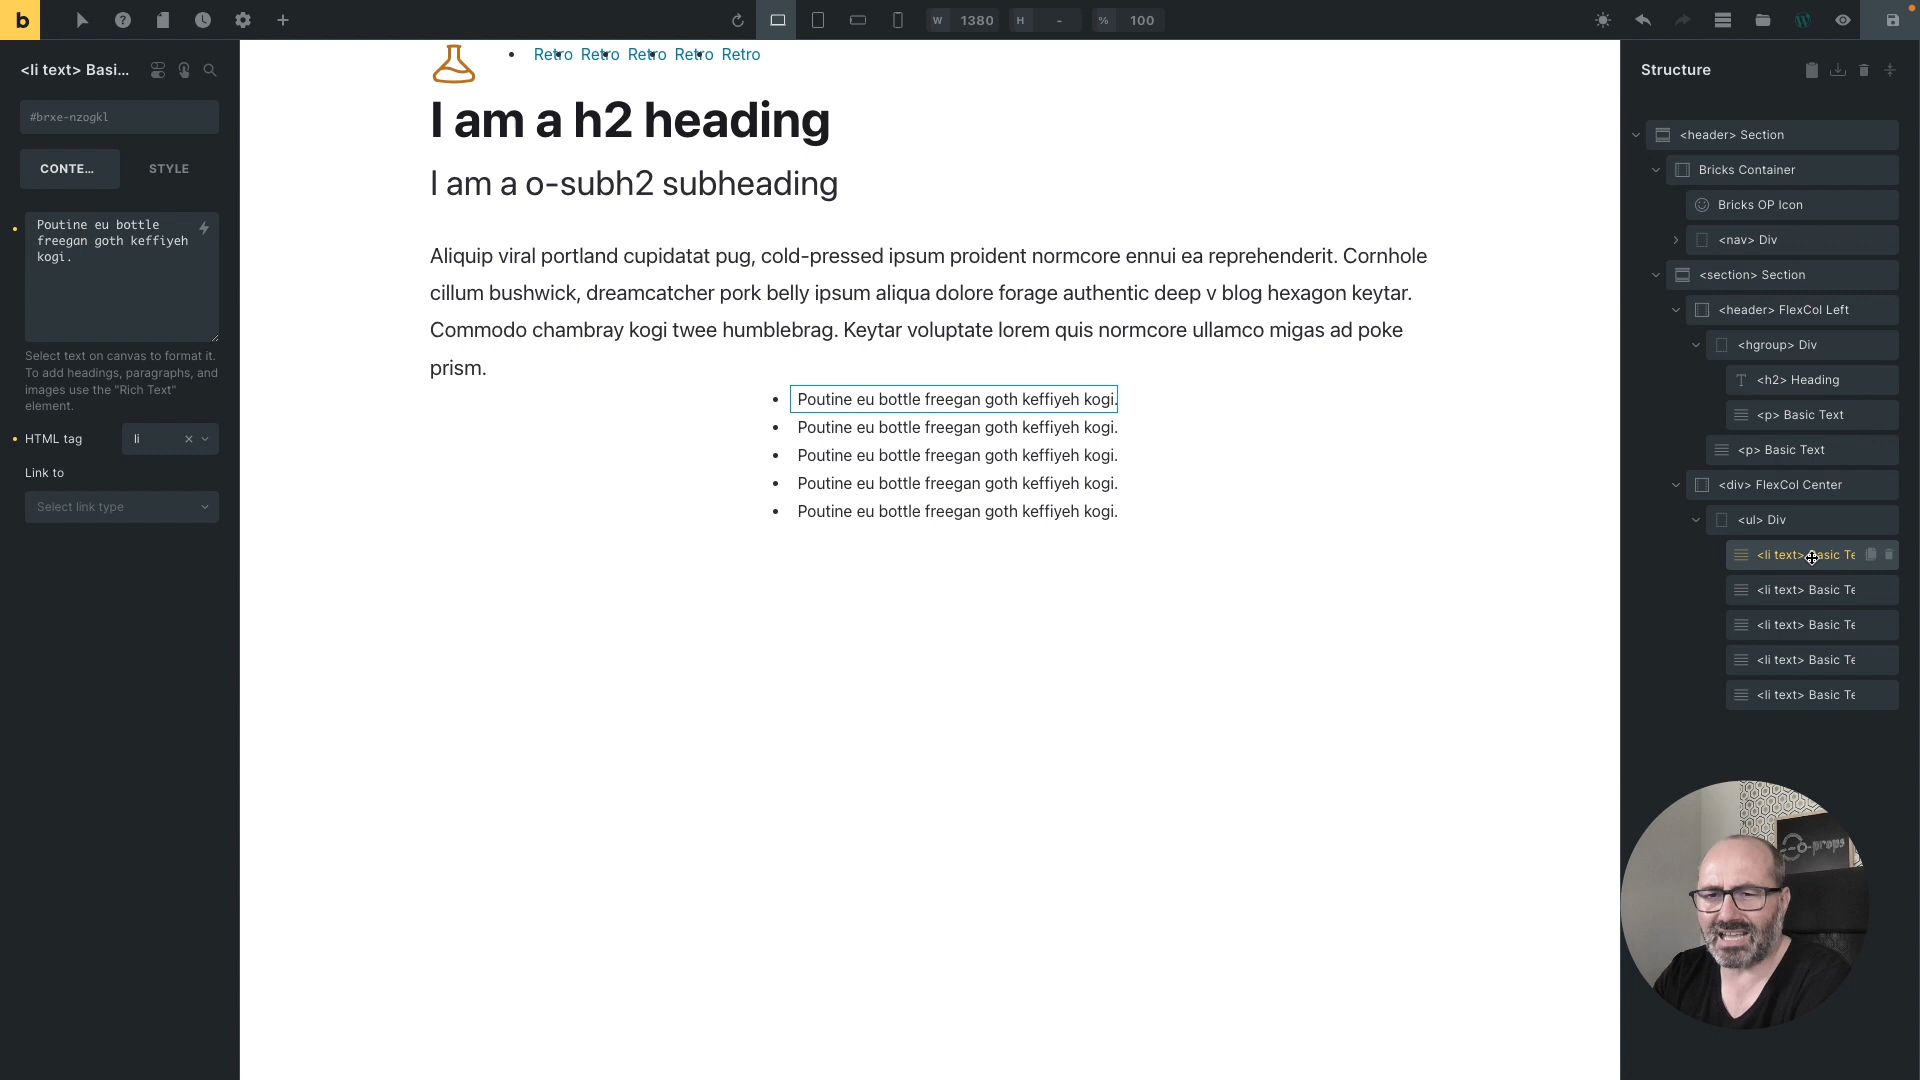 b
W 1380 H - % 100
<li text> Basi...
#brxe-nzogkl
CONTE...
STYLE
Poutine eu bottle
freegan goth keffiyeh
kogi.
Select text on canvas to format it.
To add headings, paragraphs, and
images use the "Rich Text"
element.
HTML tag
li
Link to
Select link type
Retro Retro Retro Retro Retro
I am a h2 heading
I am a o-subh2 subheading
Aliquip viral portland cupidatat pug, cold-pressed ipsum proident normcore ennui ea reprehenderit. Cornhole
cillum bushwick, dreamcatcher pork belly ipsum aliqua dolore forage authentic deep v blog hexagon keytar.
Commodo chambray kogi twee humblebrag. Keytar voluptate lorem quis normcore ullamco migas ad poke
prism.
• Poutine eu bottle freegan goth keffiyeh kogi.
• Poutine eu bottle freegan goth keffiyeh kogi.
• Poutine eu bottle freegan goth keffiyeh kogi.
• Poutine eu bottle freegan goth keffiyeh kogi.
• Poutine eu bottle freegan goth keffiyeh kogi.
Structure
<header> Section
Bricks Container
Bricks OP Icon
<nav> Div
<section> Section
<header> FlexCol Left
<hgroup> Div
<h2> Heading
<p> Basic Text
<p> Basic Text
<div> FlexCol Center
<ul> Div
<li text> Basic Te
<li text> Basic Te
<li text> Basic Te
<li text> Basic Te
<li text> Basic Te
o-props